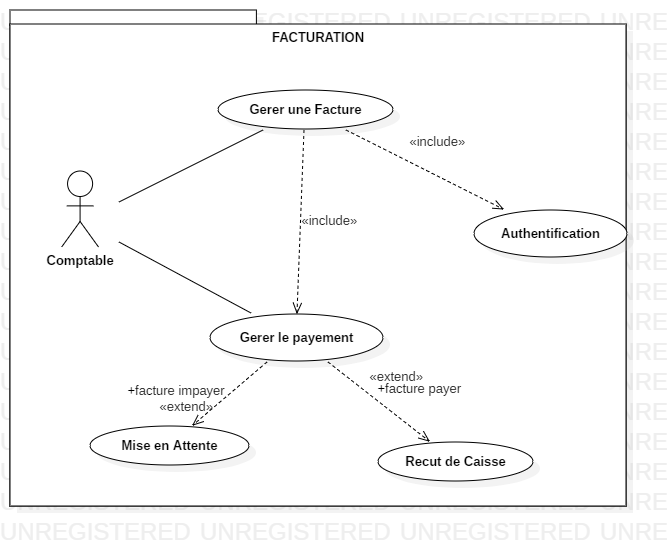 FACTURATION
Gerer une Facture
«include»
«include»
Authentification
Comptable
Gerer le payement
«extend»
+facture impayer
+facture payer
«extend»
Mise en Attente
Recut de Caisse
UNREGISTERED UNREGISTERED UNREGISTERED UNRE